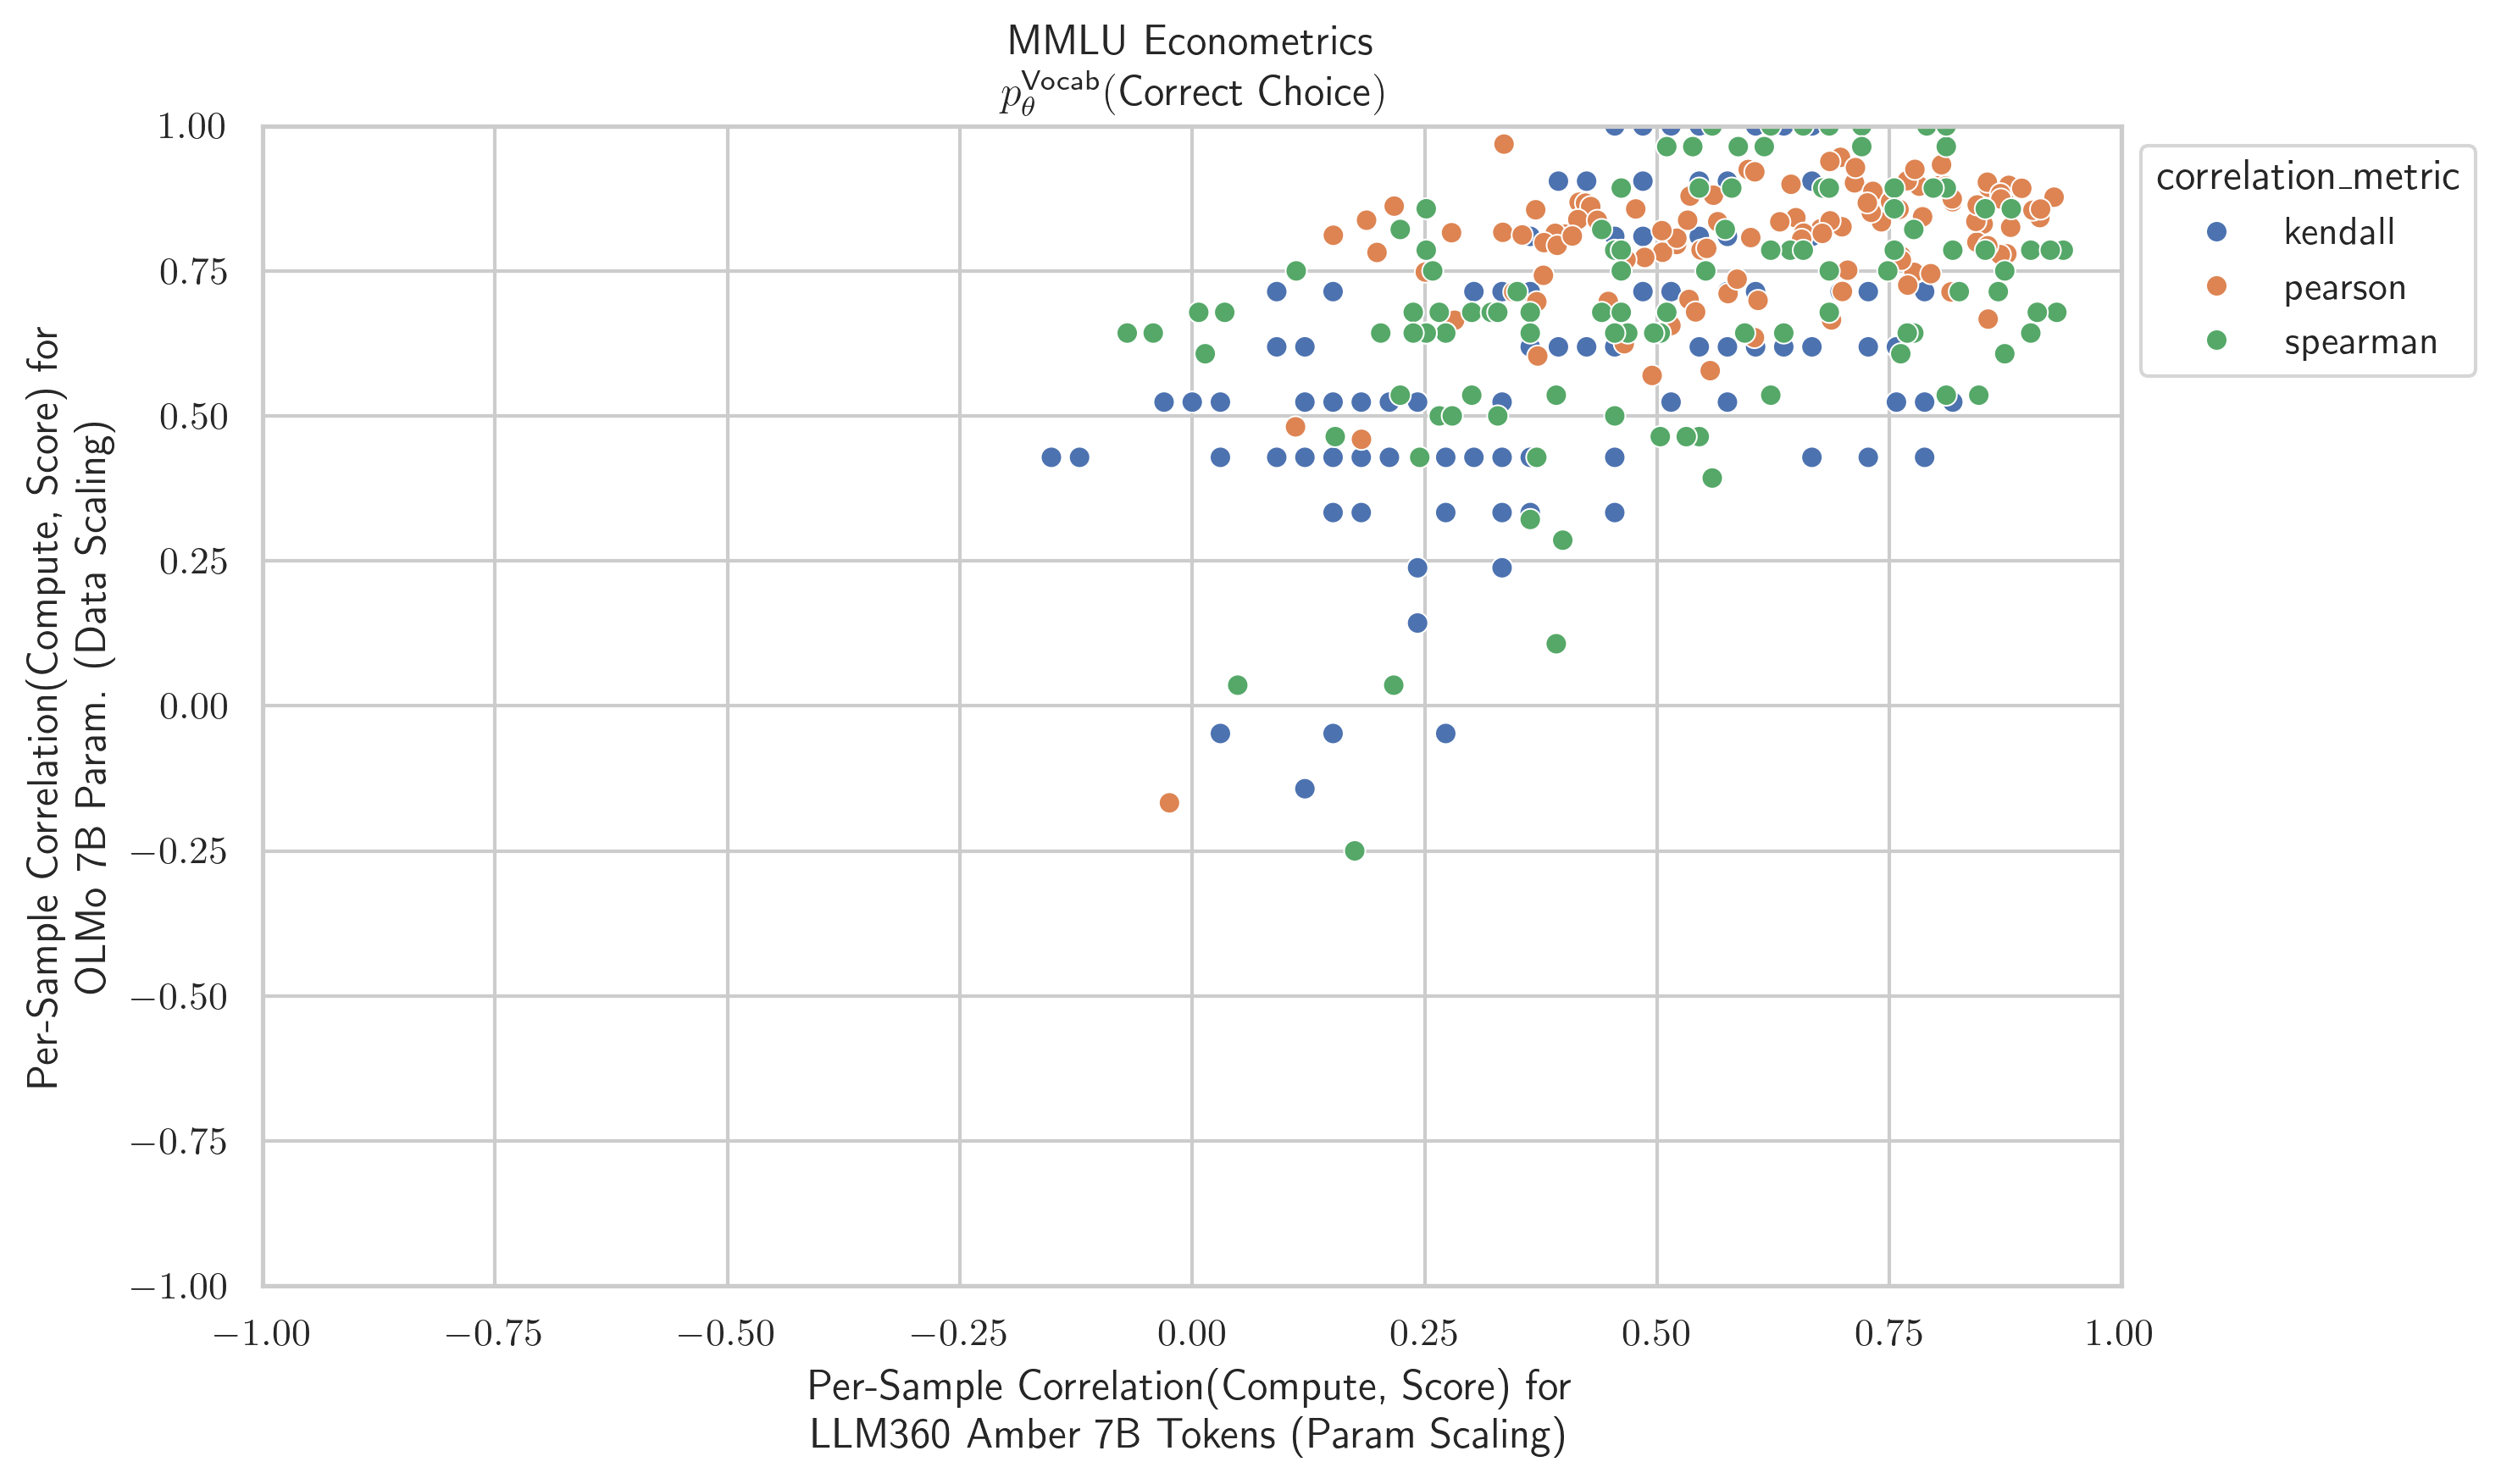 MMLU Econometrics
p_θ^Vocab(Correct Choice)
Per-Sample Correlation(Compute, Score) for
OLMo 7B Param. (Data Scaling)
1.00
0.75
0.50
0.25
0.00
−0.25
−0.50
−0.75
−1.00
−1.00
−0.75
−0.50
−0.25
0.00
0.25
0.50
0.75
1.00
Per-Sample Correlation(Compute, Score) for
LLM360 Amber 7B Tokens (Param Scaling)
correlation_metric
kendall
pearson
spearman